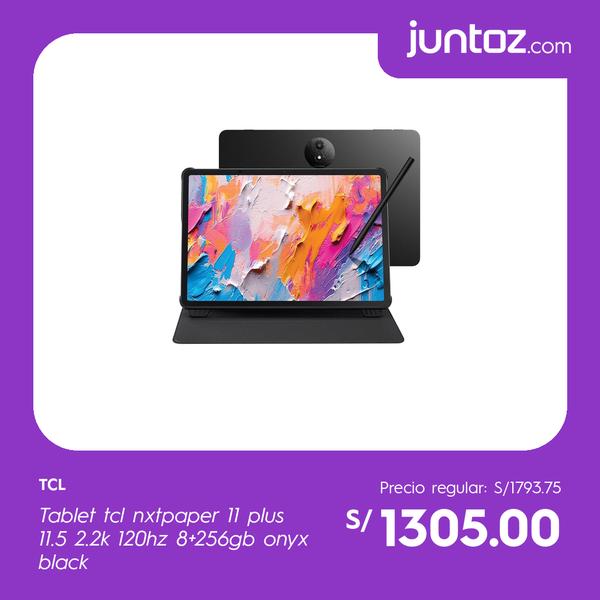 juntoz.com
TCL
Tablet tcl nxtpaper 11 plus
11.5 2.2k 120hz 8+256gb onyx
black
Precio regular: S/1793.75
S/1305.00